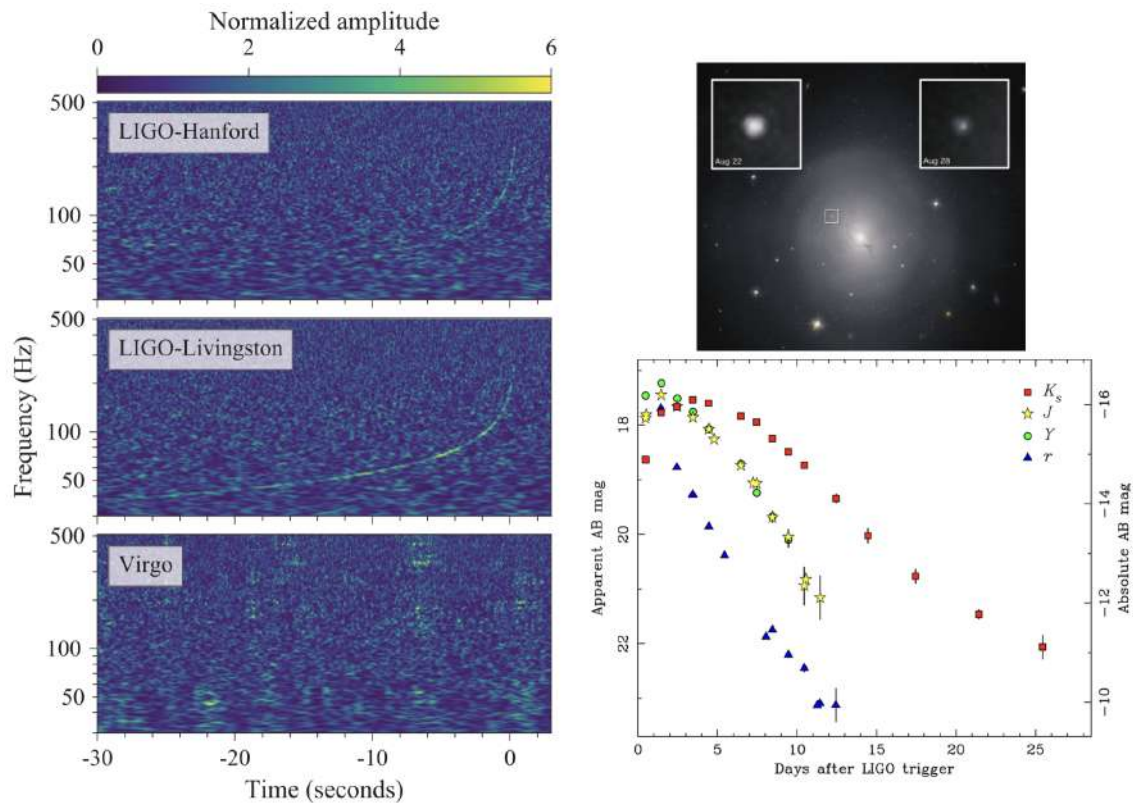 Normalized amplitude
0 2 4 6
500
LIGO-Hanford
100
50
500
LIGO-Livingston
100
50
Frequency (Hz)
500
Virgo
100
50
-30 -20 -10 0
Time (seconds)
Aug 22
Aug 28
Ks
J
Y
r
18
20
22
Apparent AB mag
-16
-14
-12
-10
Absolute AB mag
0 5 10 15 20 25
Days after LIGO trigger